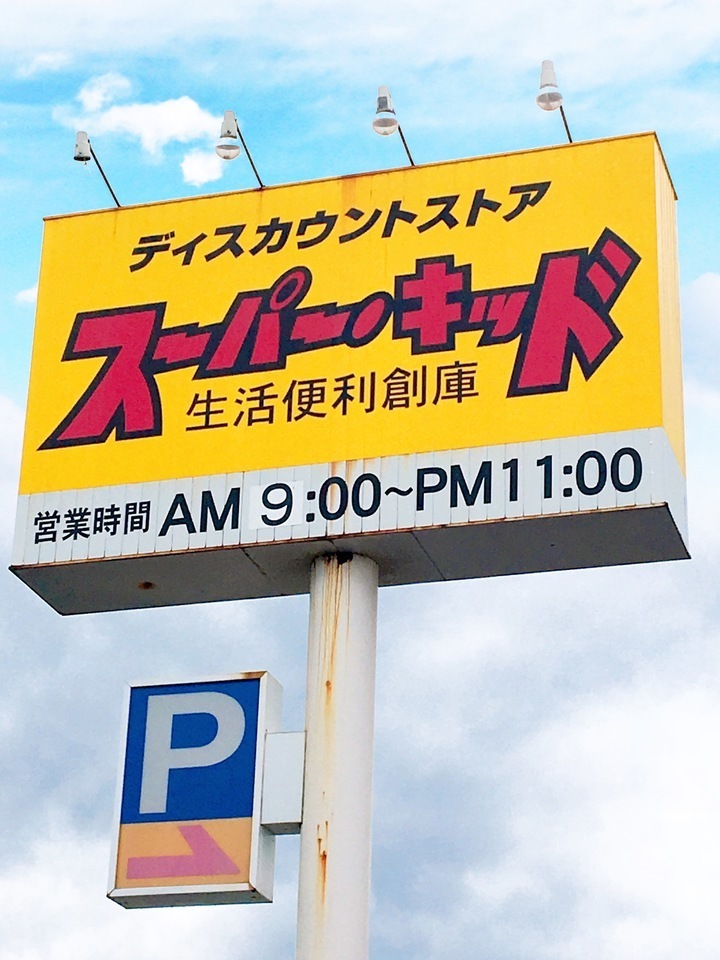 ディスカウントストア
スーパー・キッド
生活便利創庫
営業時間 AM 9:00~PM11:00
P